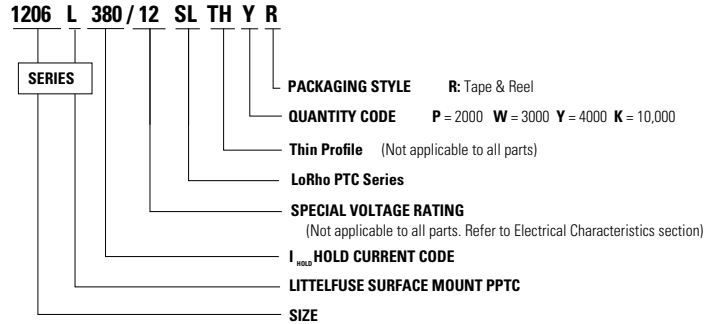 1206 L 380 / 12 SL TH Y R
SERIES
PACKAGING STYLE R: Tape & Reel
QUANTITY CODE P = 2000 W = 3000 Y = 4000 K = 10,000
Thin Profile (Not applicable to all parts)
LoRho PTC Series
SPECIAL VOLTAGE RATING
(Not applicable to all parts. Refer to Electrical Characteristics section)
I HOLD HOLD CURRENT CODE
LITTELFUSE SURFACE MOUNT PPTC
SIZE